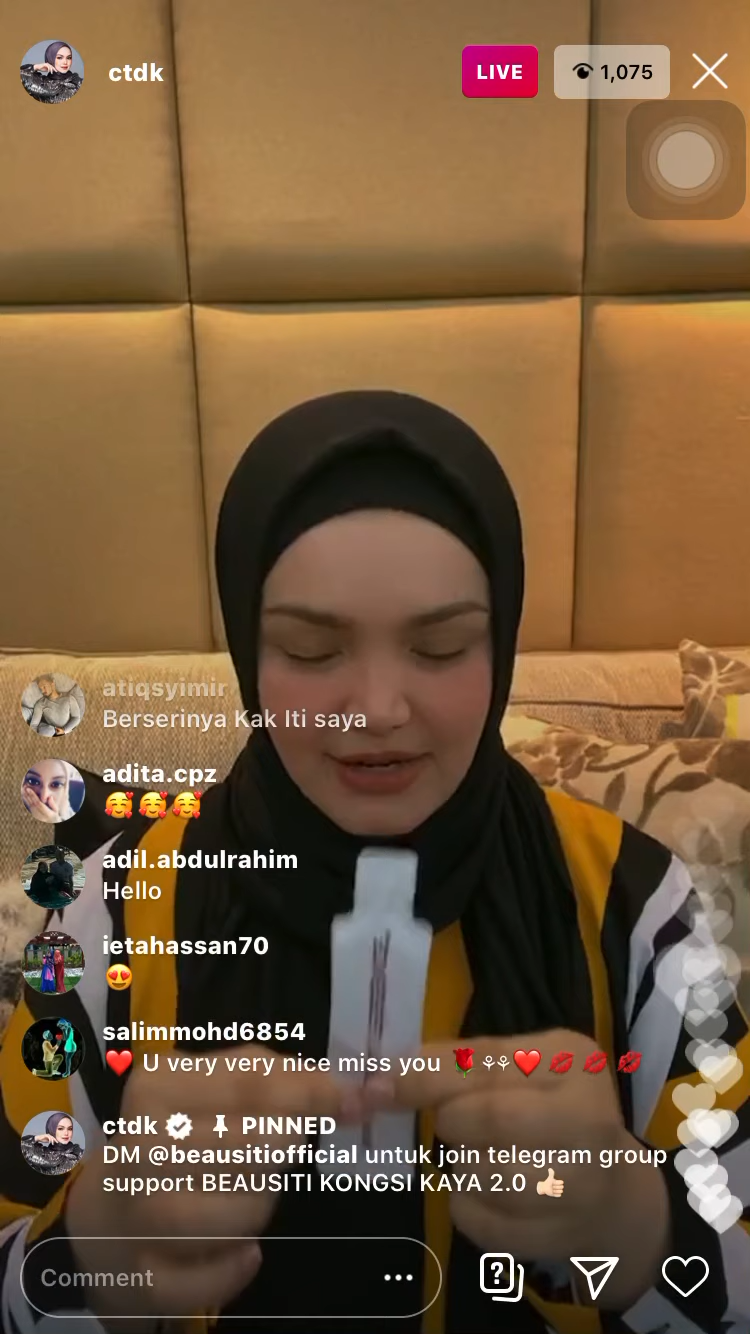 ctdk
LIVE
1,075
atiqsyimir
Berserinya Kak Iti saya
adita.cpz
🥰🥰🥰
adil.abdulrahim
Hello
ietahassan70
😍
salimmohd6854
❤️ U very very nice miss you 🌹⚘⚘❤️💋💋💋
ctdk PINNED
DM @beausitiofficial untuk join telegram group
support BEAUSITI KONGSI KAYA 2.0 👍🏻
Comment